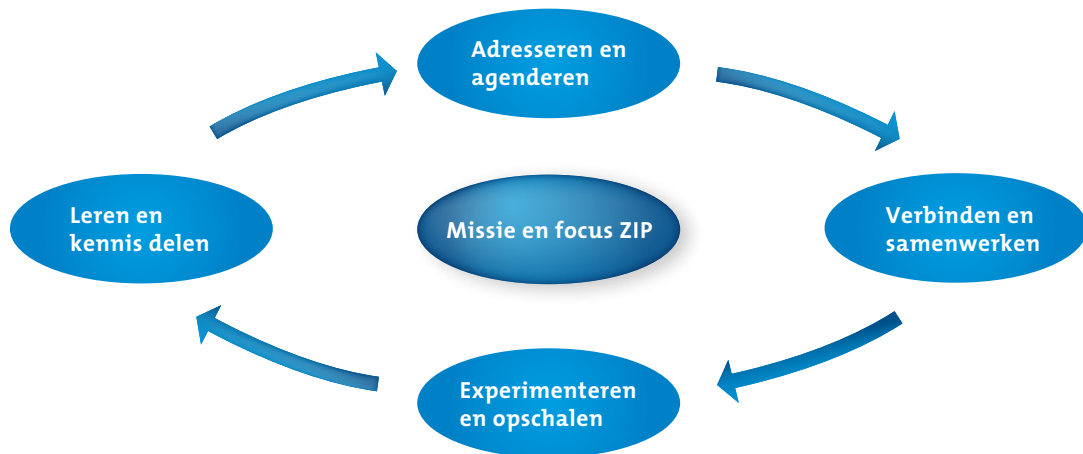 Adresseren en
agenderen
Leren en
kennis delen
Missie en focus ZIP
Verbinden en
samenwerken
Experimenteren
en opschalen